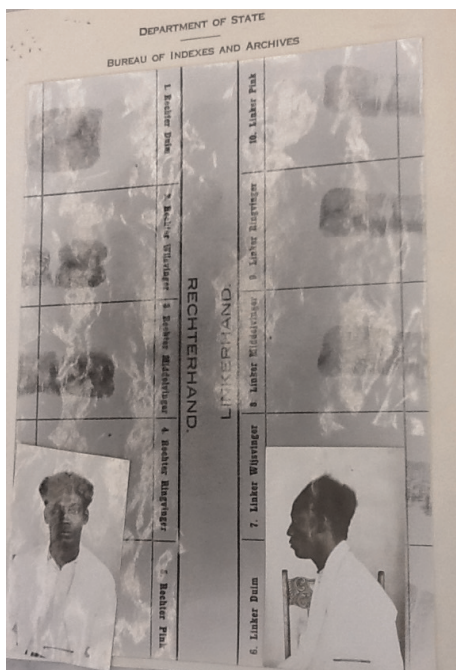 DEPARTMENT OF STATE
BUREAU OF INDEXES AND ARCHIVES
1. Rechter Duim
2. Rechter Wijsvinger
3. Rechter Middelvinger
4. Rechter Ringvinger
5. Rechter Pink
RECHTERHAND.
LINKERHAND.
10. Linker Pink
9. Linker Ringvinger
8. Linker Middelvinger
7. Linker Wijsvinger
6. Linker Duim